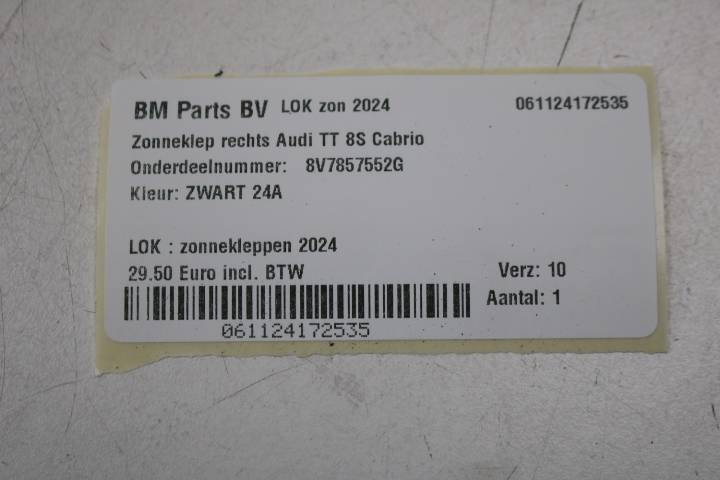 BM Parts BV LOK zon 2024 061124172535
Zonneklep rechts Audi TT 8S Cabrio
Onderdeelnummer: 8V7857552G
Kleur: ZWART 24A
LOK : zonnekleppen 2024
29.50 Euro incl. BTW Verz: 10
Aantal: 1
061124172535